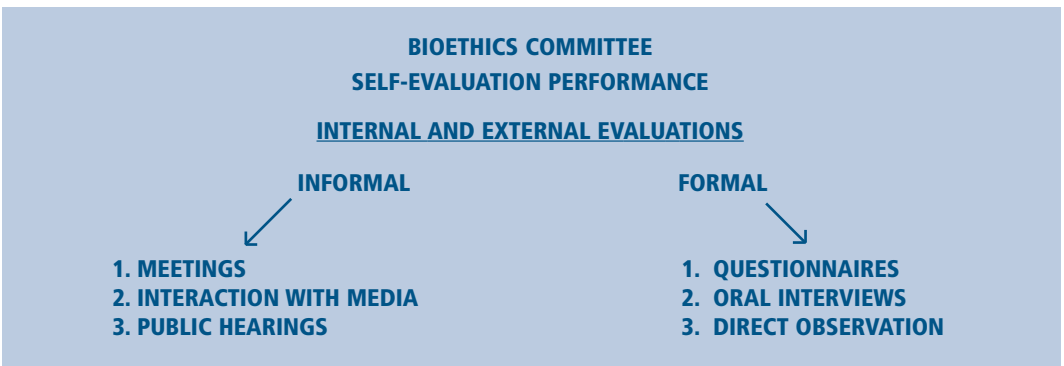 BIOETHICS COMMITTEE
SELF-EVALUATION PERFORMANCE
INTERNAL AND EXTERNAL EVALUATIONS
INFORMAL
1. MEETINGS
2. INTERACTION WITH MEDIA
3. PUBLIC HEARINGS
FORMAL
1. QUESTIONNAIRES
2. ORAL INTERVIEWS
3. DIRECT OBSERVATION